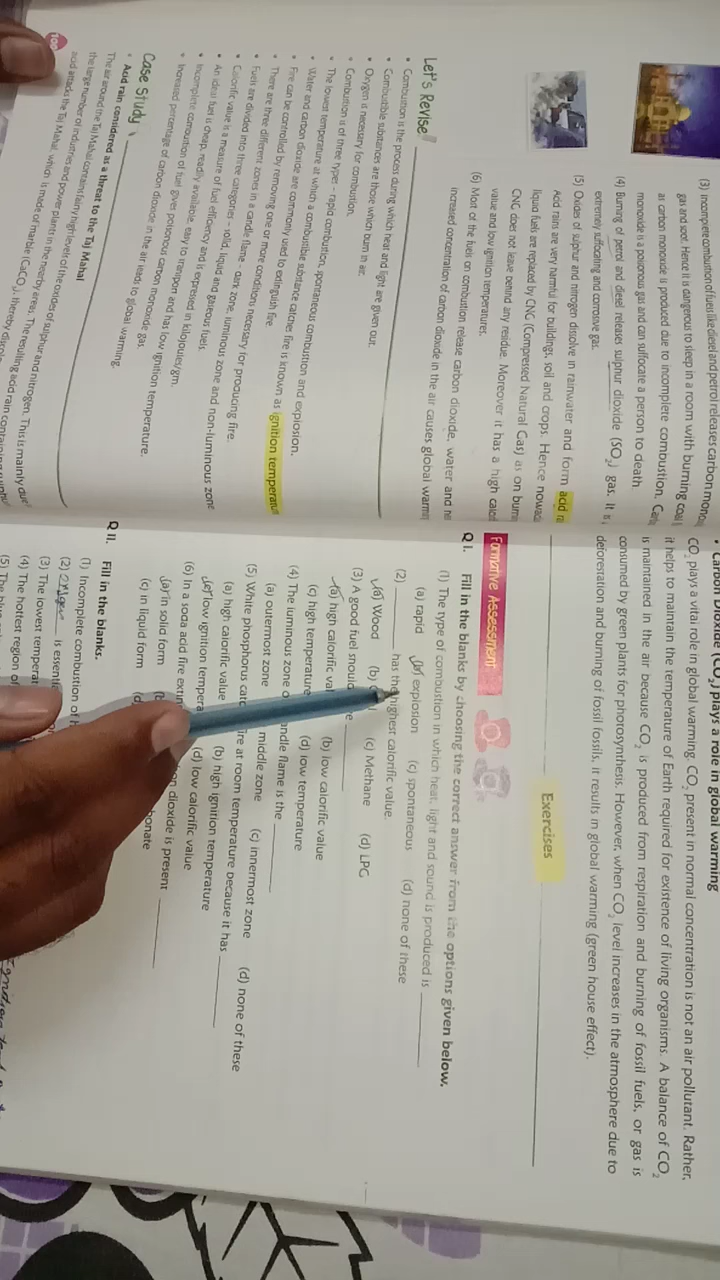 (3) Incomplete combustion of fuels like diesel and petrol releases carbon
gas and soot. Hence it is dangerous to sleep in a room with burning coal
as carbon monoxide is produced due to incomplete combustion.
monoxide is a poisonous gas and can suffocate a person to death
(4) Burning of petrol and diesel releases sulphur dioxide (SO₂) gas. It is
extremely suffocating and corrosive gas.
(5) Oxides of sulphur and nitrogen dissolve in rainwater and form acid
Acid rains are very harmful for buildings, soil and crops. Hence
liquid fuels are replaced by CNG (Compressed Natural Gas) as on
CNG does not leave behind any residue. Moreover it has a high
value and low ignition temperatures.
(6) Most of the fuels on combustion release carbon dioxide, water and
increased concentration of carbon dioxide in the air causes global
Let's Revise
• Combustion is the process during which heat and light are given out.
• Combustible substances are those which burn in air.
• Oxygen is necessary for combustion.
• Combustion is of three types – rapid combustion, spontaneous combustion and explosion.
• The lowest temperature at which a combustible substance catches fire is known as ignition
• Water and carbon dioxide are commonly used to extinguish fire
• Fire can be controlled by removing one or more conditions necessary for producing fire.
• There are three different zones in a candle flame – dark zone, luminous zone and non-luminous zone
• Fuels are divided into three categories – solid, liquid and gaseous fuels.
• Calorific value is a measure of fuel efficiency and is expressed in kilojoules/gm.
• An ideal fuel is cheap, readily available, easy to transport and has low ignition temperature.
• Incomplete combustion of fuel gives poisonous carbon monoxide gas.
• Increased percentage of carbon dioxide in the air leads to global warming.
Case Study
• Acid rain considered as a threat to the Taj Mahal
The air around the Taj Mahal contains fairly high levels of the oxides of sulphur and nitrogen. This is mainly due
the large number of industries and power plants in the nearby areas. The resulting acid rain containing
acid attacks the Taj Mahal, which is made of marble (CaCO₃), thereby
• Carbon Dioxide (CO₂) plays a role in global warming
CO₂ plays a vital role in global warming CO₂ present in normal concentration is not an air pollutant. Rather,
it helps to maintain the temperature of Earth required for existence of living organisms. A balance of CO₂
is maintained in the air because CO₂ is produced from respiration and burning of fossil fuels, or gas is
consumed by green plants for photosynthesis. However, when CO₂ level increases in the atmosphere due to
deforestation and burning of fossil fossils, it results in global warming (green house effect).
Exercises
Formative Assessment
Q I. Fill in the blanks by choosing the correct answer from the options given below.
(1) The type of combustion in which heat, light and sound is produced is ________
(a) rapid (b) explosion (c) spontaneous (d) none of these
(2) ________ has the highest calorific value.
(a) Wood (b) (c) Methane (d) LPG
(3) A good fuel should ________
(a) high calorific (b) low calorific value
(c) high temperature (d) low temperature
(4) The luminous zone candle flame is the ________
(a) outermost zone middle zone (c) innermost zone (d) none of these
(5) White phosphorus at room temperature because it has ________
(a) high calorific value (b) high ignition temperature
low ignition (d) low calorific value
(6) In a soda acid fire dioxide is present ________
(a) in solid form
(c) in liquid form
Q II. Fill in the blanks.
(1) Incomplete combustion of
(2) is
(3) The lowest
(4) The hottest region
(5) The